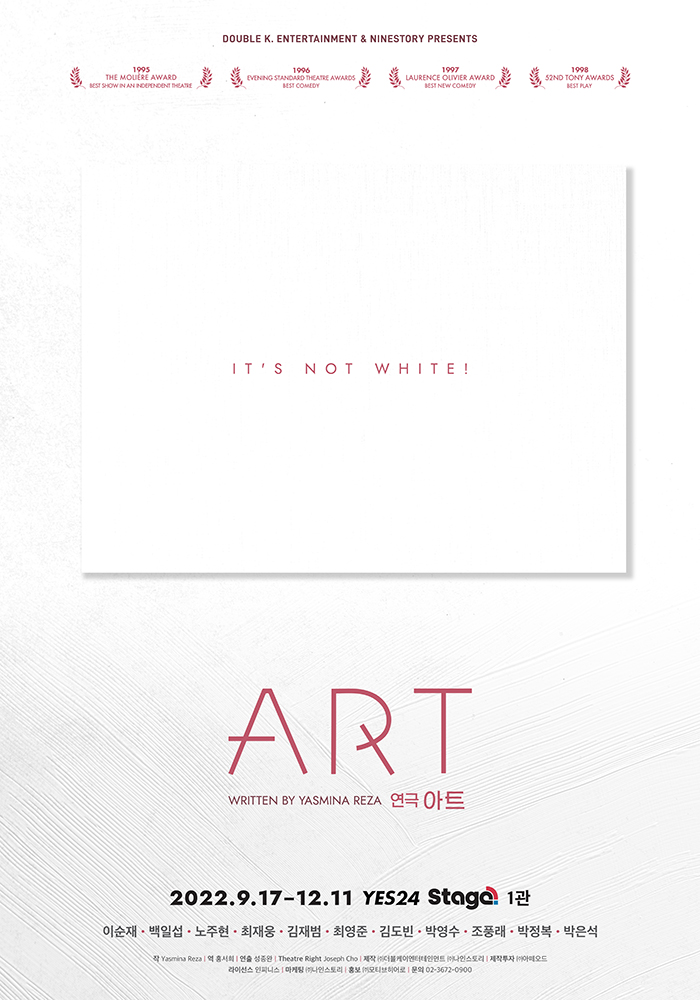 DOUBLE K. ENTERTAINMENT & NINESTORY PRESENTS
1995
THE MOLIÈRE AWARD
BEST SHOW IN AN INDEPENDENT THEATRE
1996
EVENING STANDARD THEATRE AWARDS
BEST COMEDY
1997
LAURENCE OLIVIER AWARD
BEST NEW COMEDY
1998
52ND TONY AWARDS
BEST PLAY
IT'S NOT WHITE!
ART
WRITTEN BY YASMINA REZA 연극 아트
2022.9.17–12.11 YES24 Stage 1관
이순재 • 백일섭 • 노주현 • 최재웅 • 김재범 • 최영준 • 김도빈 • 박영수 • 조풍래 • 박정복 • 박은석
작 Yasmina Reza | 역 홍서희 | 연출 성종완 | Theatre Right Joseph Cho | 제작 ㈜더블케이엔터테인먼트 ㈜나인스토리 | 제작투자 ㈜아떼오드
라이선스 인피니스 | 마케팅 ㈜나인스토리 | 홍보 ㈜모티브히어로 | 문의 02-3672-0900